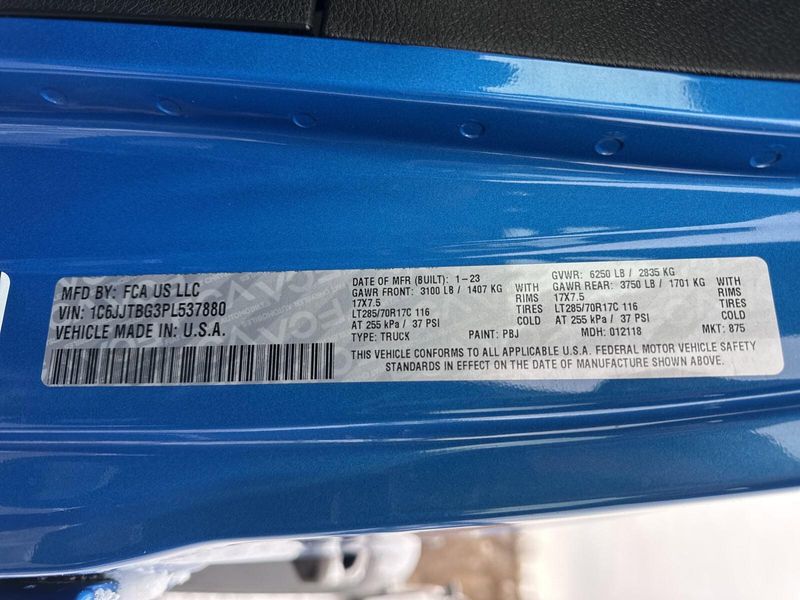 MFD BY: FCA US LLC
VIN: 1C6JJTBG3PL537880
VEHICLE MADE IN U.S.A.
DATE OF MFR (BUILT): 1-23
GAWR FRONT: 3100 LB / 1407 KG WITH
17X7.5 RIMS
LT285/70R17C 116 TIRES
AT 255 kPa / 37 PSI COLD
TYPE: TRUCK PAINT: PBJ
GVWR: 6250 LB / 2835 KG
GAWR REAR: 3750 LB / 1701 KG WITH
17X7.5 RIMS
LT285/70R17C 116 TIRES
AT 255 kPa / 37 PSI COLD
MDH: 012118 MKT: 875
THIS VEHICLE CONFORMS TO ALL APPLICABLE U.S.A. FEDERAL MOTOR VEHICLE SAFETY
STANDARDS IN EFFECT ON THE DATE OF MANUFACTURE SHOWN ABOVE.